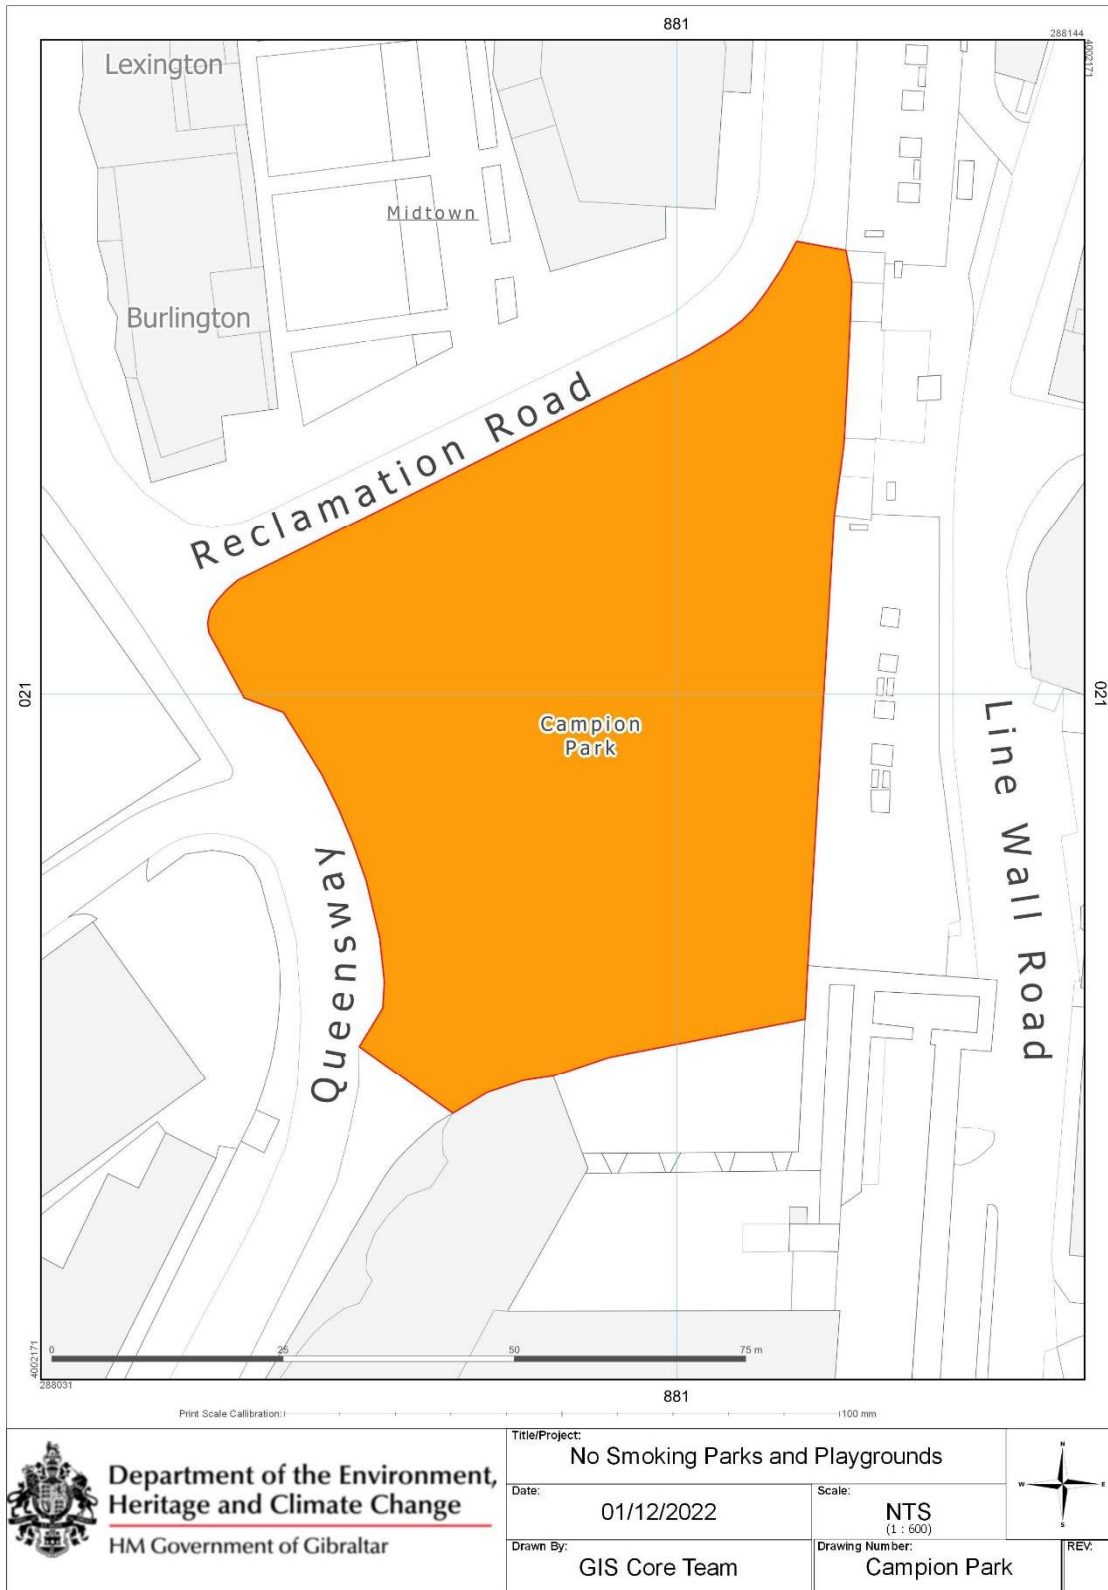 881
288144
4002171
Lexington
Midtown
Burlington
Reclamation Road
021
021
Campion
Park
Line Wall Road
Queensway
0
25
50
75 m
4002171
288031
881
Print Scale Callibration:
100 mm
Department of the Environment,
Heritage and Climate Change
HM Government of Gibraltar
Title/Project:
No Smoking Parks and Playgrounds
Date:
01/12/2022
Scale:
NTS
(1 : 600)
Drawn By:
GIS Core Team
Drawing Number:
Campion Park
REV:
N
W
E
S